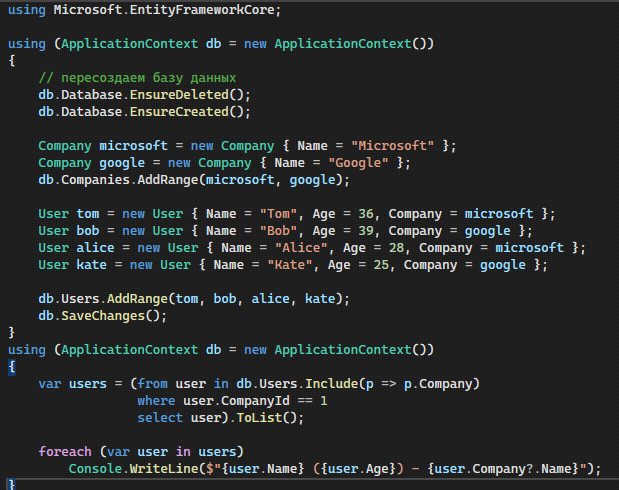 using Microsoft.EntityFrameworkCore;

using (ApplicationContext db = new ApplicationContext())
{
    // пересоздаем базу данных
    db.Database.EnsureDeleted();
    db.Database.EnsureCreated();

    Company microsoft = new Company { Name = "Microsoft" };
    Company google = new Company { Name = "Google" };
    db.Companies.AddRange(microsoft, google);

    User tom = new User { Name = "Tom", Age = 36, Company = microsoft };
    User bob = new User { Name = "Bob", Age = 39, Company = google };
    User alice = new User { Name = "Alice", Age = 28, Company = microsoft };
    User kate = new User { Name = "Kate", Age = 25, Company = google };

    db.Users.AddRange(tom, bob, alice, kate);
    db.SaveChanges();
}
using (ApplicationContext db = new ApplicationContext())
{
    var users = (from user in db.Users.Include(p => p.Company)
                 where user.CompanyId == 1
                 select user).ToList();

    foreach (var user in users)
        Console.WriteLine($"{user.Name} ({user.Age}) - {user.Company?.Name}");
}